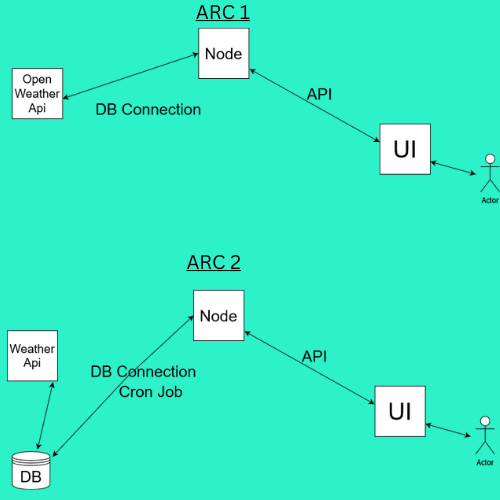 ARC 1
Node
Open
Weather
Api
DB Connection
API
UI
Actor
ARC 2
Node
Weather
Api
DB Connection
Cron Job
API
UI
Actor
DB